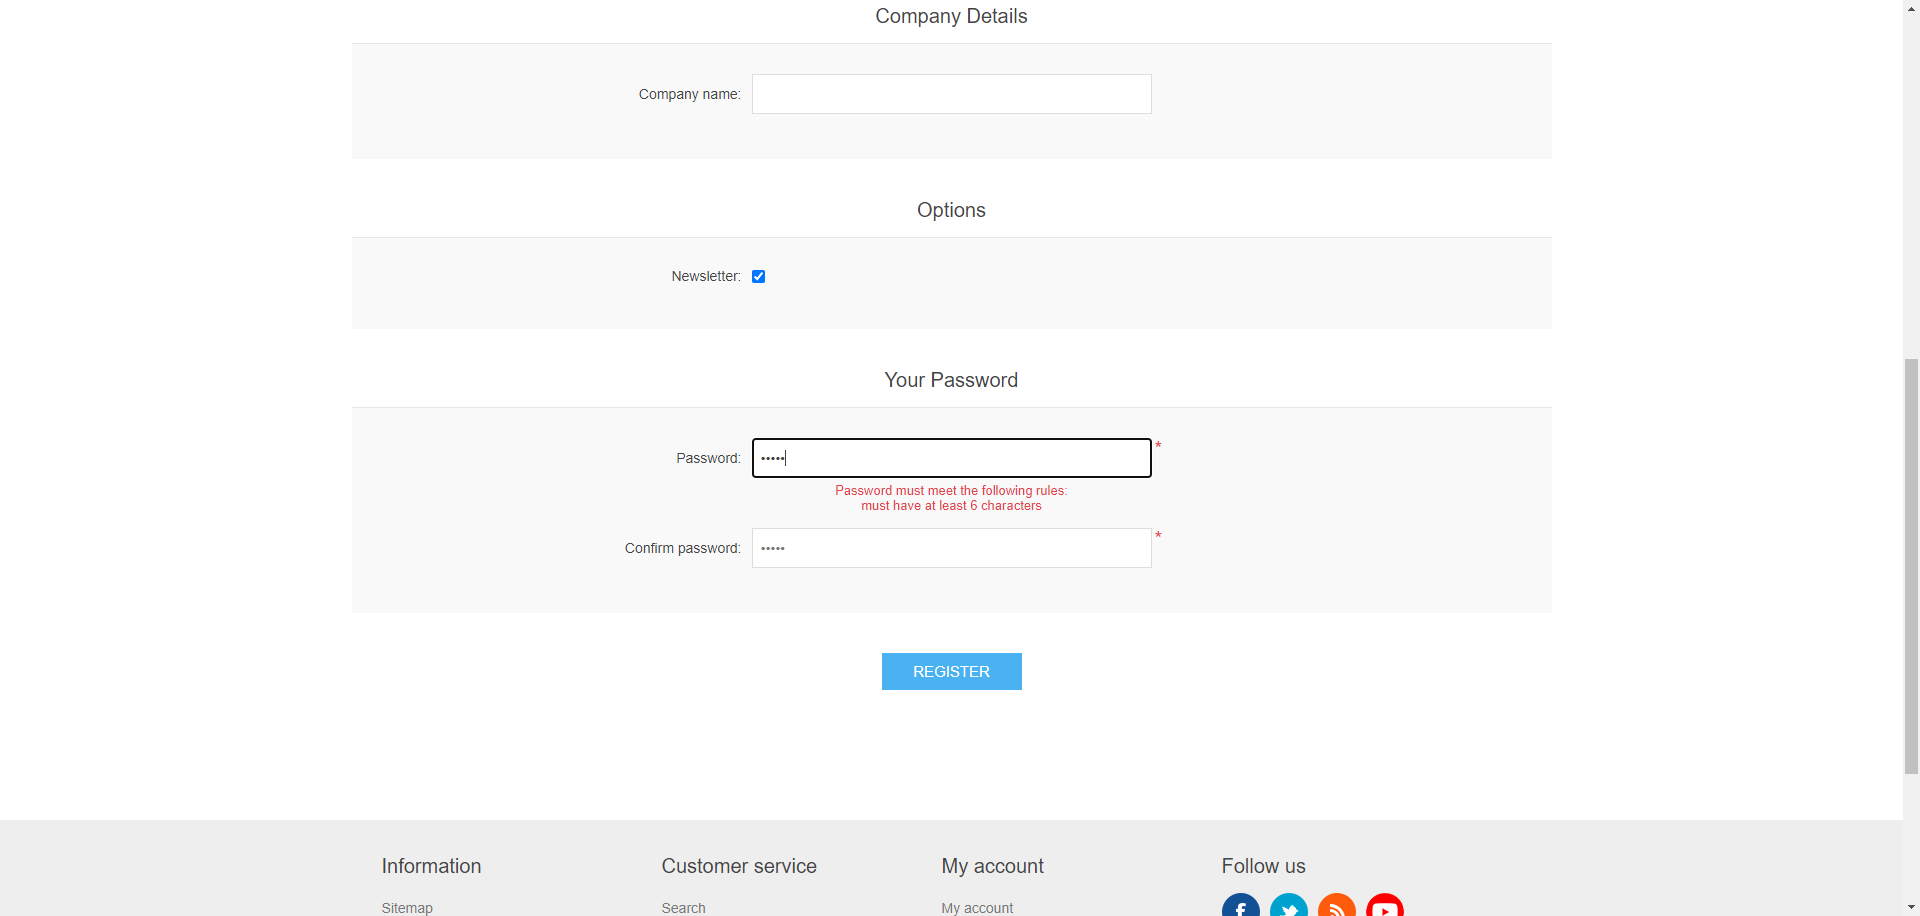 Company Details
Company name:
Options
Newsletter:
Your Password
Password: ••••• *
Password must meet the following rules:
must have at least 6 characters
Confirm password: ••••• *
REGISTER
Information Customer service My account Follow us
Sitemap Search My account